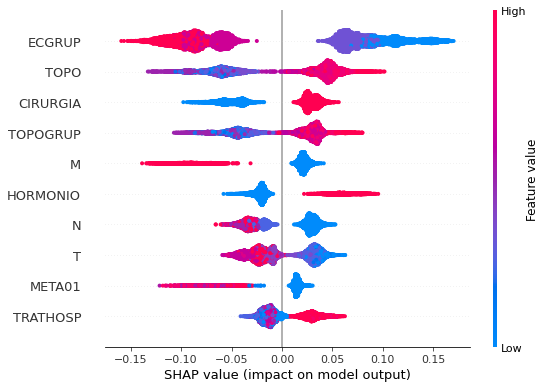 High
ECGRUP
TOPO
CIRURGIA
TOPOGRUP
M
HORMONIO
N
T
META01
TRATHOSP
Feature value
Low
−0.15 −0.10 −0.05 0.00 0.05 0.10 0.15
SHAP value (impact on model output)